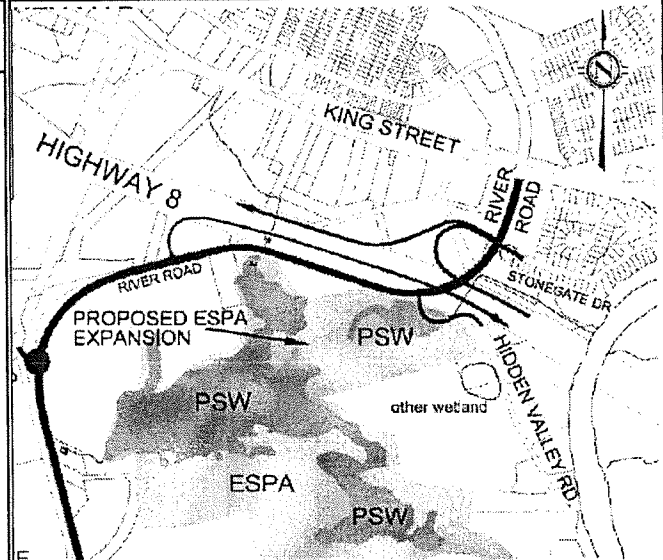 KING STREET
HIGHWAY 8
RIVER
ROAD
RIVER ROAD
STONEGATE DR
PROPOSED ESPA
EXPANSION
PSW
HIDDEN VALLEY RD.
PSW
other wetland
ESPA
PSW